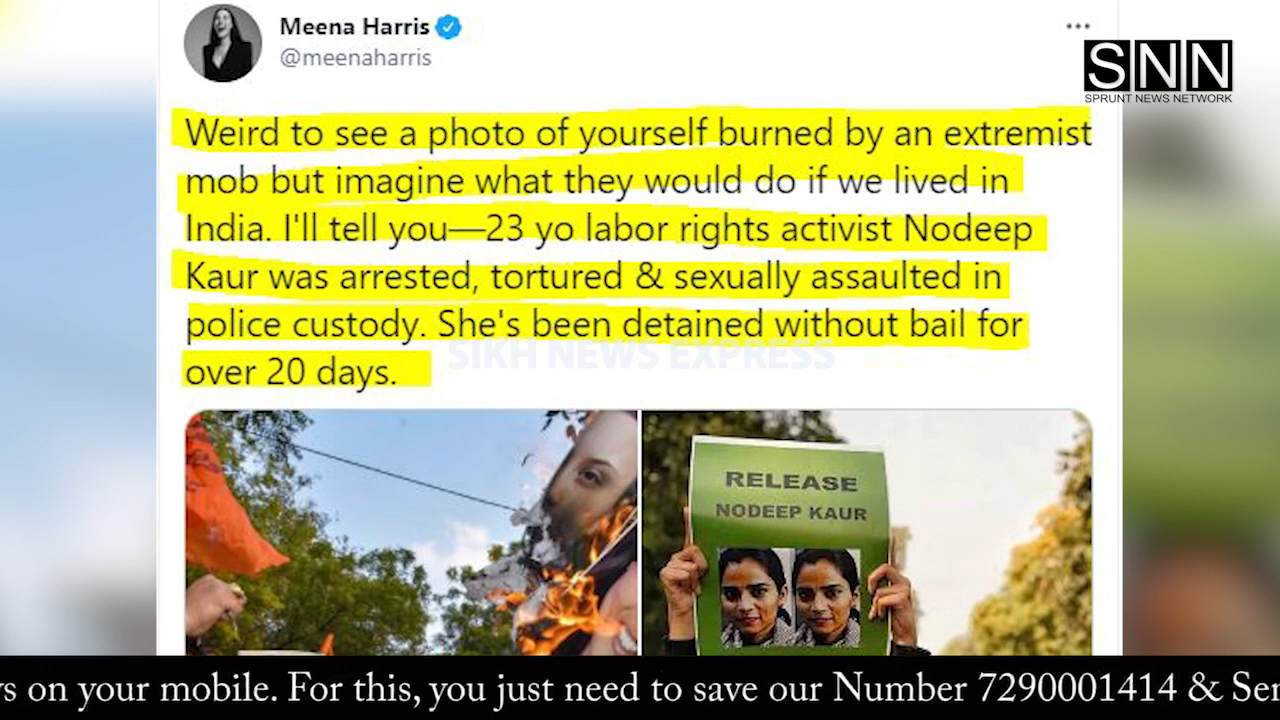 Meena Harris
@meenaharris
SNN
SPRUNT NEWS NETWORK
Weird to see a photo of yourself burned by an extremist
mob but imagine what they would do if we lived in
India. I'll tell you—23 yo labor rights activist Nodeep
Kaur was arrested, tortured & sexually assaulted in
police custody. She's been detained without bail for
over 20 days.
SIKH NEWS EXPRESS
RELEASE
NODEEP KAUR
on your mobile. For this, you just need to save our Number 7290001414 &